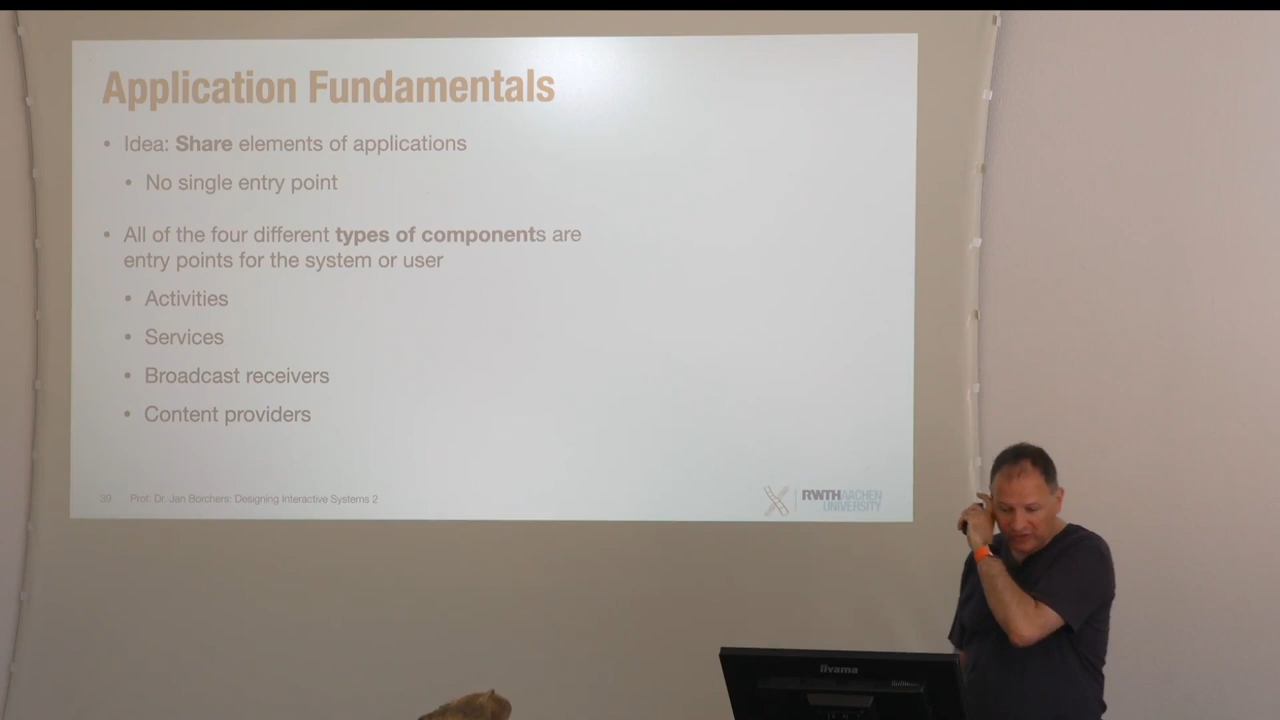 Application Fundamentals
• Idea: Share elements of applications
• No single entry point
• All of the four different types of components are
entry points for the system or user
• Activities
• Services
• Broadcast receivers
• Content providers
39 Prof. Dr. Jan Borchers: Designing Interactive Systems 2
RWTHAACHEN
UNIVERSITY
iiyama